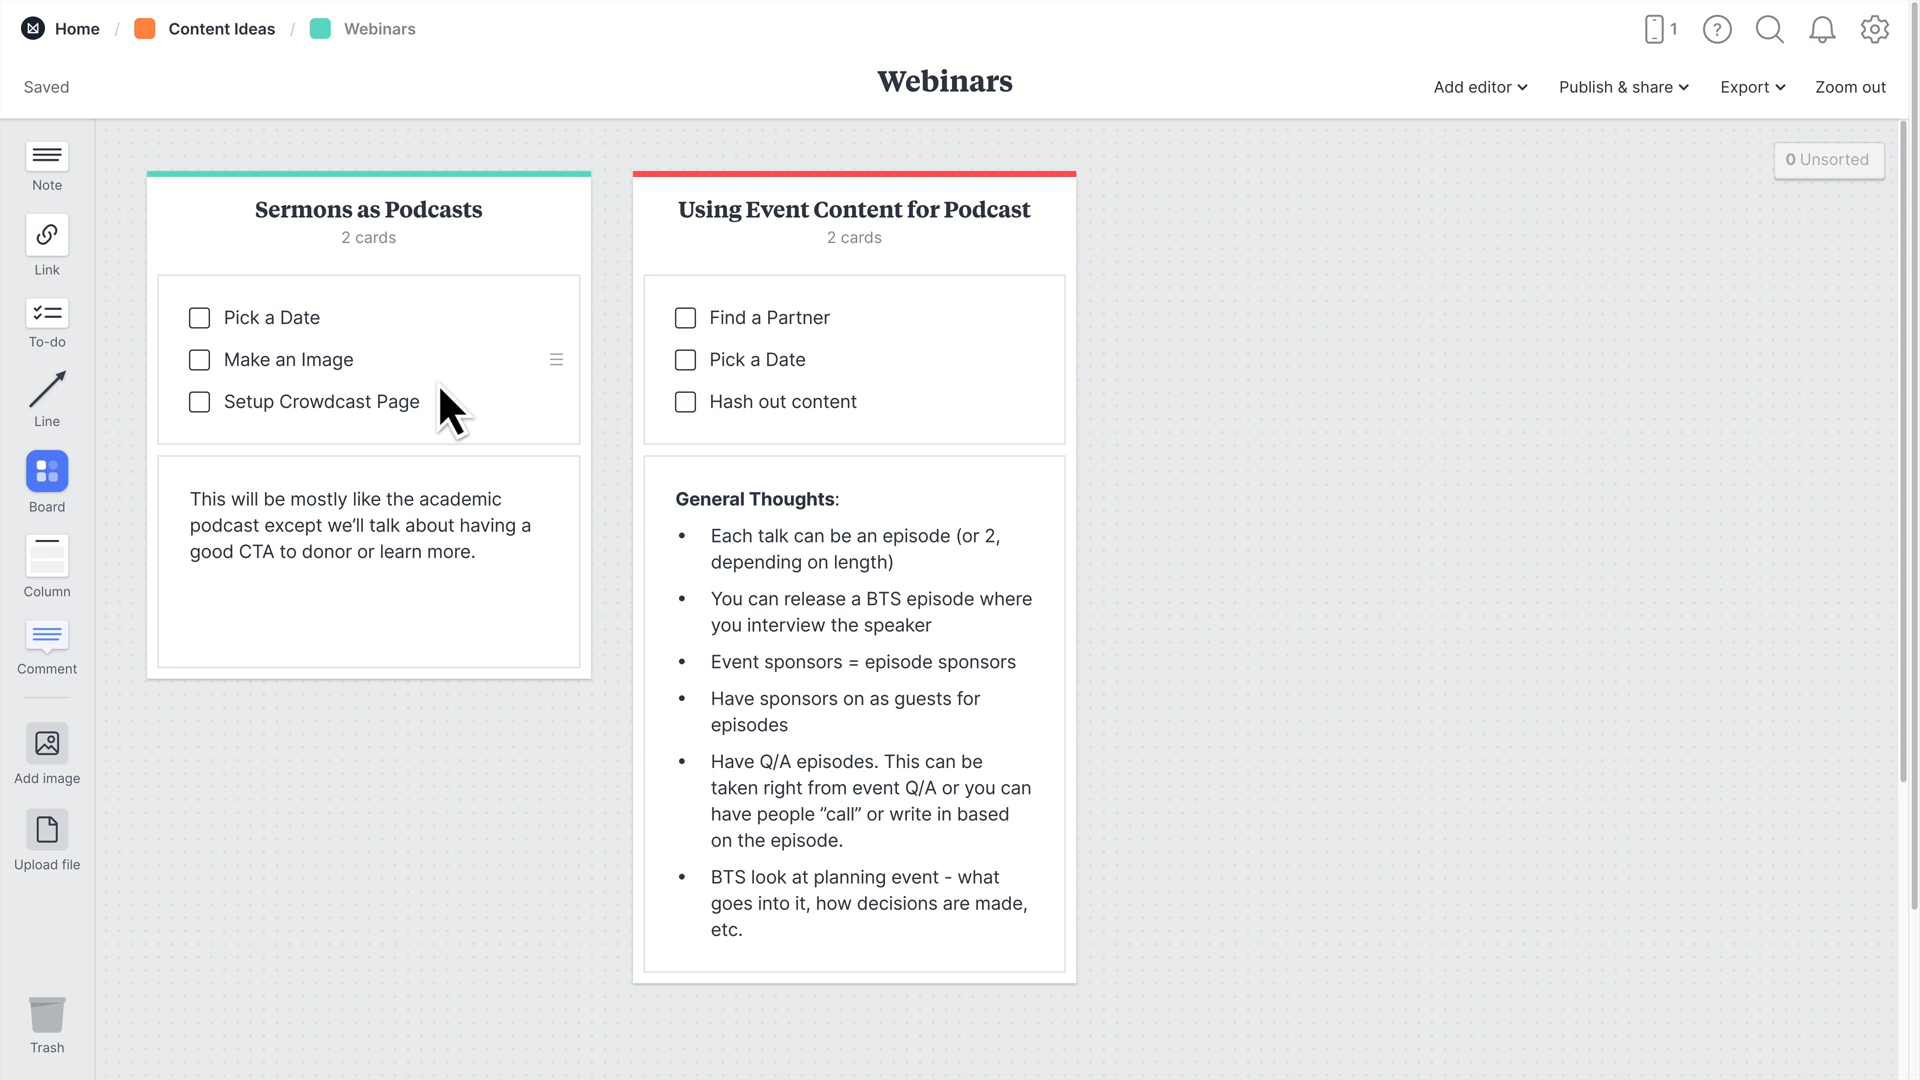 Home / Content Ideas / Webinars
1
Saved
Webinars
Add editor
Publish & share
Export
Zoom out
0 Unsorted
Note
Link
To-do
Line
Board
Column
Comment
Add image
Upload file
Trash
Sermons as Podcasts
2 cards
Pick a Date
Make an Image
Setup Crowdcast Page
This will be mostly like the academic
podcast except we’ll talk about having a
good CTA to donor or learn more.
Using Event Content for Podcast
2 cards
Find a Partner
Pick a Date
Hash out content
General Thoughts:
• Each talk can be an episode (or 2,
depending on length)
• You can release a BTS episode where
you interview the speaker
• Event sponsors = episode sponsors
• Have sponsors on as guests for
episodes
• Have Q/A episodes. This can be
taken right from event Q/A or you can
have people ”call” or write in based
on the episode.
• BTS look at planning event - what
goes into it, how decisions are made,
etc.